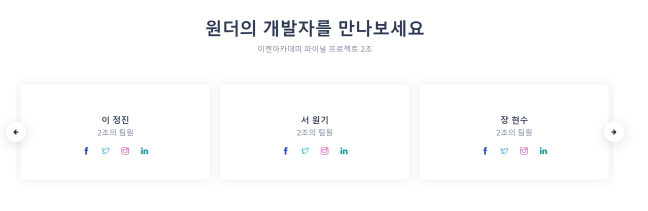 원더의 개발자를 만나보세요
이젠아카데미 파이널 프로젝트 2조
이 정진
2조의 팀원
서 원기
2조의 팀원
장 현수
2조의 팀원